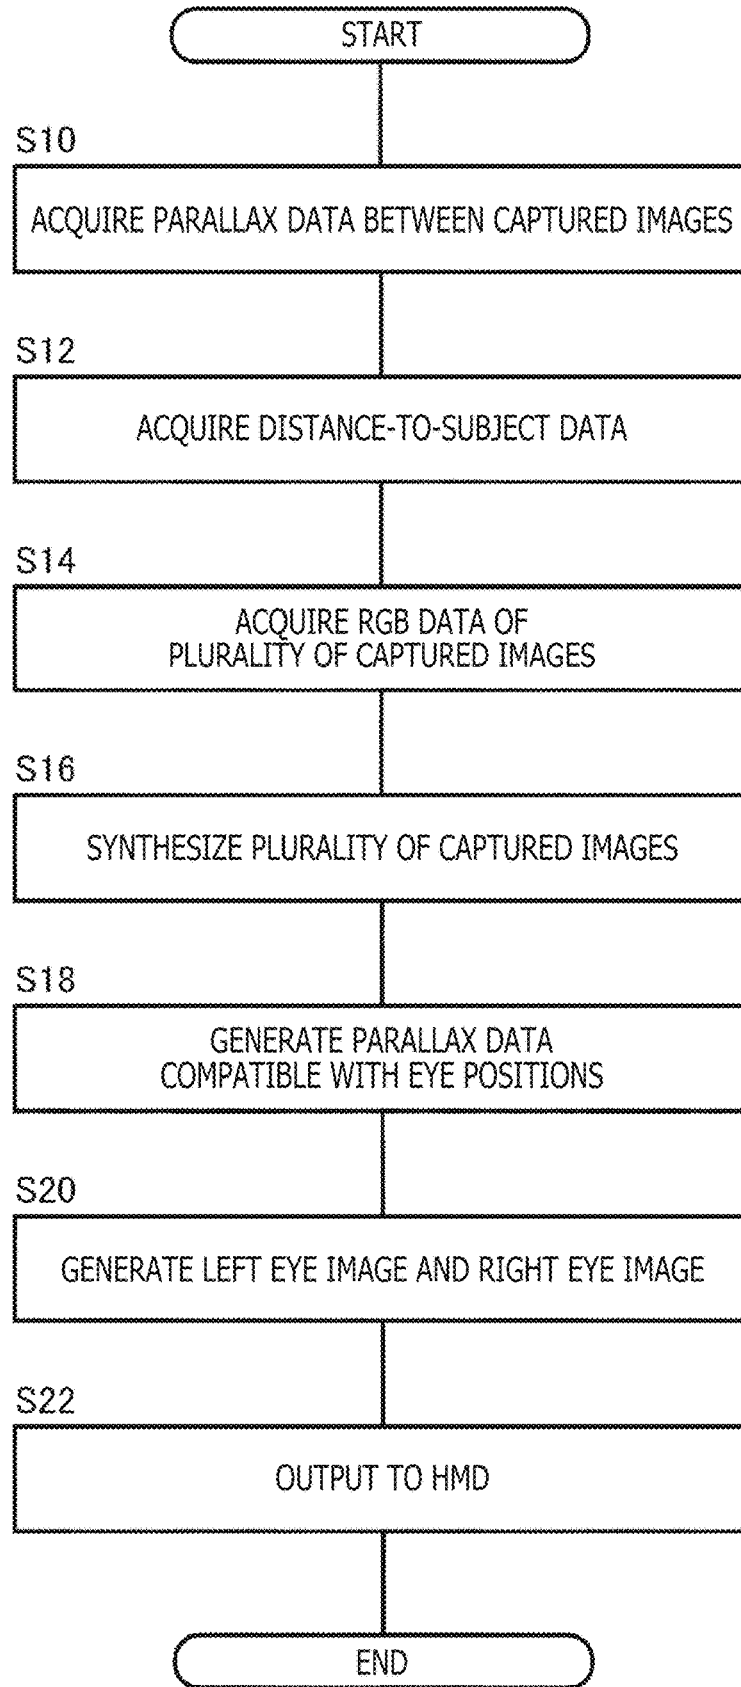 START
S10
ACQUIRE PARALLAX DATA BETWEEN CAPTURED IMAGES
S12
ACQUIRE DISTANCE-TO-SUBJECT DATA
S14
ACQUIRE RGB DATA OF
PLURALITY OF CAPTURED IMAGES
S16
SYNTHESIZE PLURALITY OF CAPTURED IMAGES
S18
GENERATE PARALLAX DATA
COMPATIBLE WITH EYE POSITIONS
S20
GENERATE LEFT EYE IMAGE AND RIGHT EYE IMAGE
S22
OUTPUT TO HMD
END